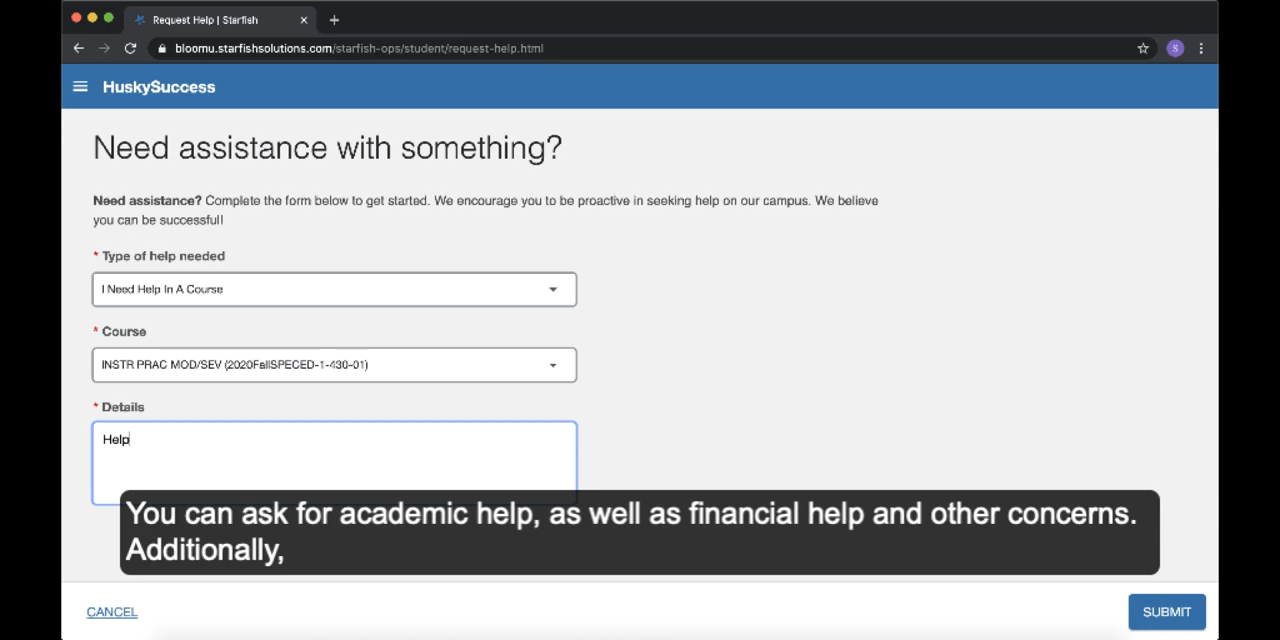 Request Help | Starfish
bloomu.starfishsolutions.com/starfish-ops/student/request-help.html
S
HuskySuccess
Need assistance with something?
Need assistance? Complete the form below to get started. We encourage you to be proactive in seeking help on our campus. We believe
you can be successful!
* Type of help needed
I Need Help In A Course
* Course
INSTR PRAC MOD/SEV (2020FallSPECED-1-430-01)
* Details
Help
You can ask for academic help, as well as financial help and other concerns.
Additionally,
CANCEL
SUBMIT